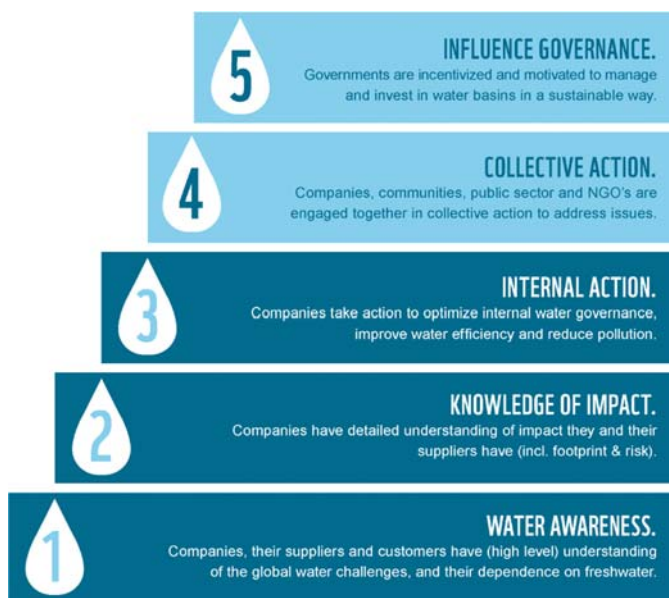 5
INFLUENCE GOVERNANCE.
Governments are incentivized and motivated to manage
and invest in water basins in a sustainable way.
4
COLLECTIVE ACTION.
Companies, communities, public sector and NGO's are
engaged together in collective action to address issues.
3
INTERNAL ACTION.
Companies take action to optimize internal water governance,
improve water efficiency and reduce pollution.
2
KNOWLEDGE OF IMPACT.
Companies have detailed understanding of impact they and their
suppliers have (incl. footprint & risk).
1
WATER AWARENESS.
Companies, their suppliers and customers have (high level) understanding
of the global water challenges, and their dependence on freshwater.